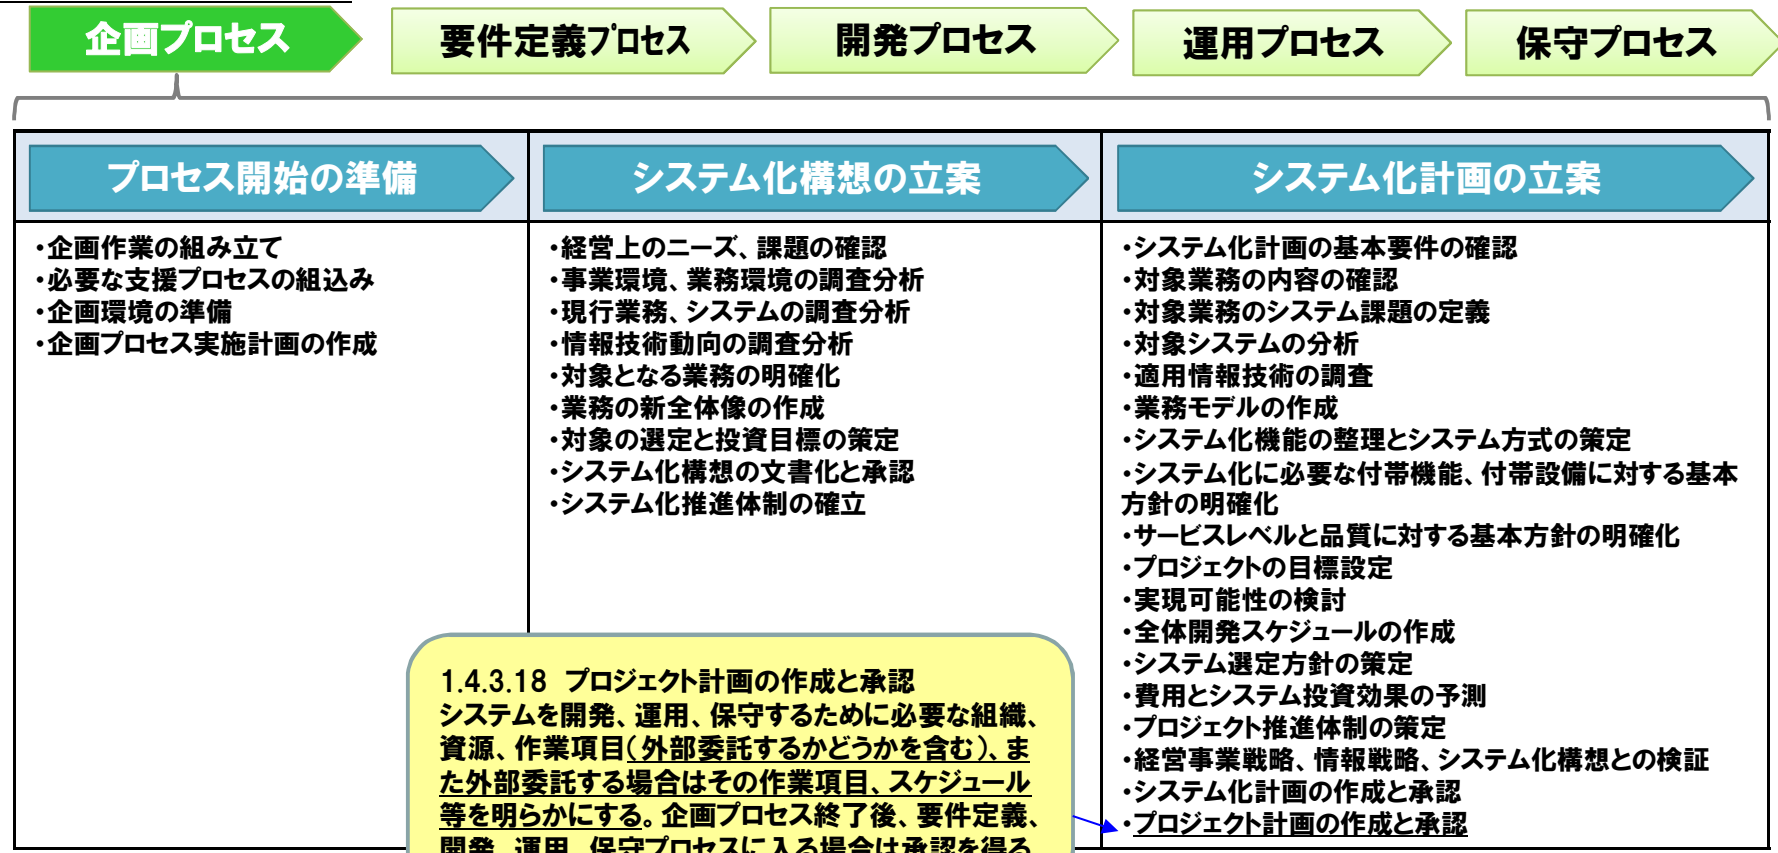 企画プロセス
要件定義プロセス
開発プロセス
運用プロセス
保守プロセス
プロセス開始の準備
システム化構想の立案
システム化計画の立案
・企画作業の組み立て
・必要な支援プロセスの組込み
・企画環境の準備
・企画プロセス実施計画の作成
・経営上のニーズ、課題の確認
・事業環境、業務環境の調査分析
・現行業務、システムの調査分析
・情報技術動向の調査分析
・対象となる業務の明確化
・業務の新全体像の作成
・対象の選定と投資目標の策定
・システム化構想の文書化と承認
・システム化推進体制の確立
・システム化計画の基本要件の確認
・対象業務の内容の確認
・対象業務のシステム課題の定義
・対象システムの分析
・適用情報技術の調査
・業務モデルの作成
・システム化機能の整理とシステム方式の策定
・システム化に必要な付帯機能、付帯設備に対する基本
方針の明確化
・サービスレベルと品質に対する基本方針の明確化
・プロジェクトの目標設定
・実現可能性の検討
・全体開発スケジュールの作成
・システム選定方針の策定
・費用とシステム投資効果の予測
・プロジェクト推進体制の策定
・経営事業戦略、情報戦略、システム化構想との検証
・システム化計画の作成と承認
・プロジェクト計画の作成と承認
1.4.3.18 プロジェクト計画の作成と承認
システムを開発、運用、保守するために必要な組織、
資源、作業項目(外部委託するかどうかを含む)、ま
た外部委託する場合はその作業項目、スケジュール
等を明らかにする。企画プロセス終了後、要件定義、
開発、運用、保守プロセスに入る場合は承認を得る